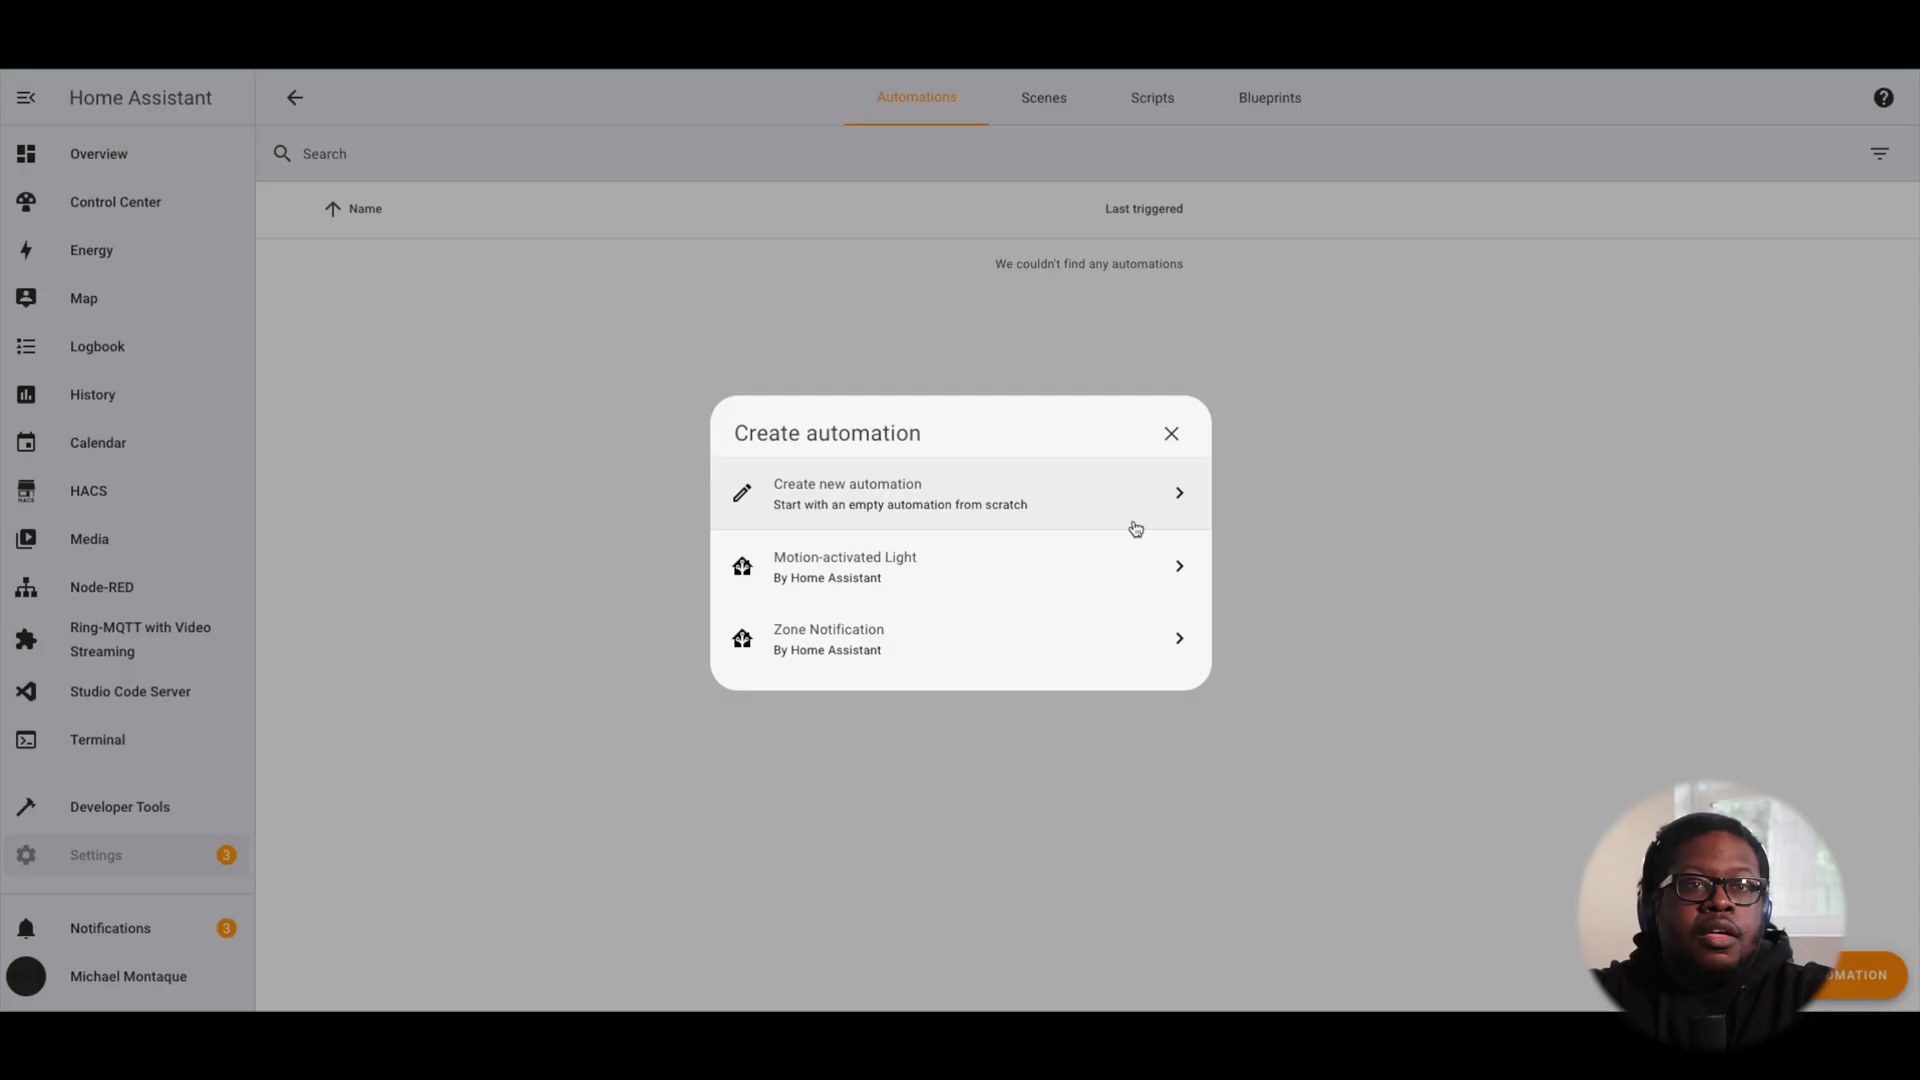 Home Assistant
Automations
Scenes
Scripts
Blueprints
Overview
Search
Control Center
Name
Last triggered
Energy
We couldn't find any automations
Map
Logbook
History
Calendar
HACS
HACS
Media
Node-RED
Ring-MQTT with Video
Streaming
Studio Code Server
Terminal
Developer Tools
Settings
3
Notifications
3
Michael Montaque
Create automation
Create new automation
Start with an empty automation from scratch
Motion-activated Light
By Home Assistant
Zone Notification
By Home Assistant